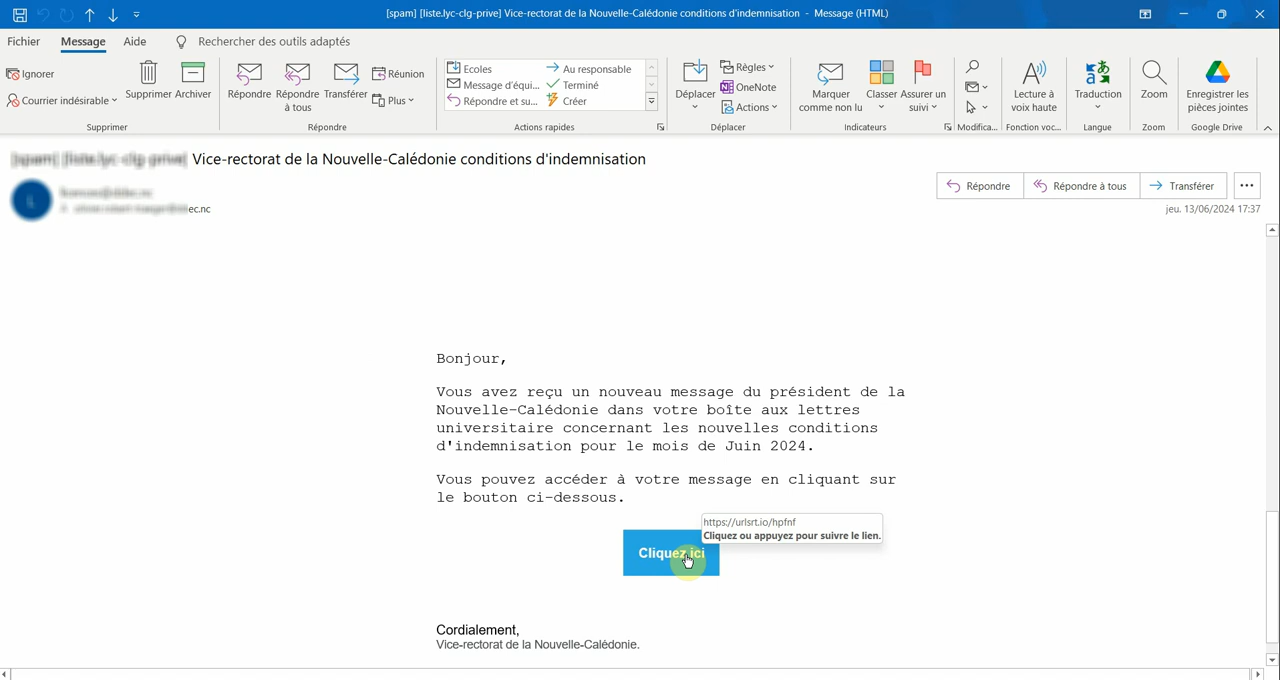 [spam] [liste.lyc-clg-prive] Vice-rectorat de la Nouvelle-Calédonie conditions d'indemnisation - Message (HTML)
Fichier Message Aide Rechercher des outils adaptés
Ignorer
Courrier indésirable
Supprimer Archiver
Supprimer
Répondre Répondre à tous Transférer
Réunion
Plus
Répondre
Ecoles
Message d'équi...
Répondre et su...
Au responsable
Terminé
Créer
Actions rapides
Déplacer
Règles
OneNote
Actions
Déplacer
Marquer comme non lu
Classer
Assurer un suivi
Indicateurs
Modifica...
Lecture à voix haute
Fonction voc...
Traduction
Langue
Zoom
Zoom
Enregistrer les pièces jointes
Google Drive
Vice-rectorat de la Nouvelle-Calédonie conditions d'indemnisation
ec.nc
Répondre Répondre à tous Transférer
jeu. 13/06/2024 17:37
Bonjour,
Vous avez reçu un nouveau message du président de la
Nouvelle-Calédonie dans votre boîte aux lettres
universitaire concernant les nouvelles conditions
d'indemnisation pour le mois de Juin 2024.
Vous pouvez accéder à votre message en cliquant sur
le bouton ci-dessous.
https://urlsrt.io/hpfnf
Cliquez ou appuyez pour suivre le lien.
Cliquez ici
Cordialement,
Vice-rectorat de la Nouvelle-Calédonie.